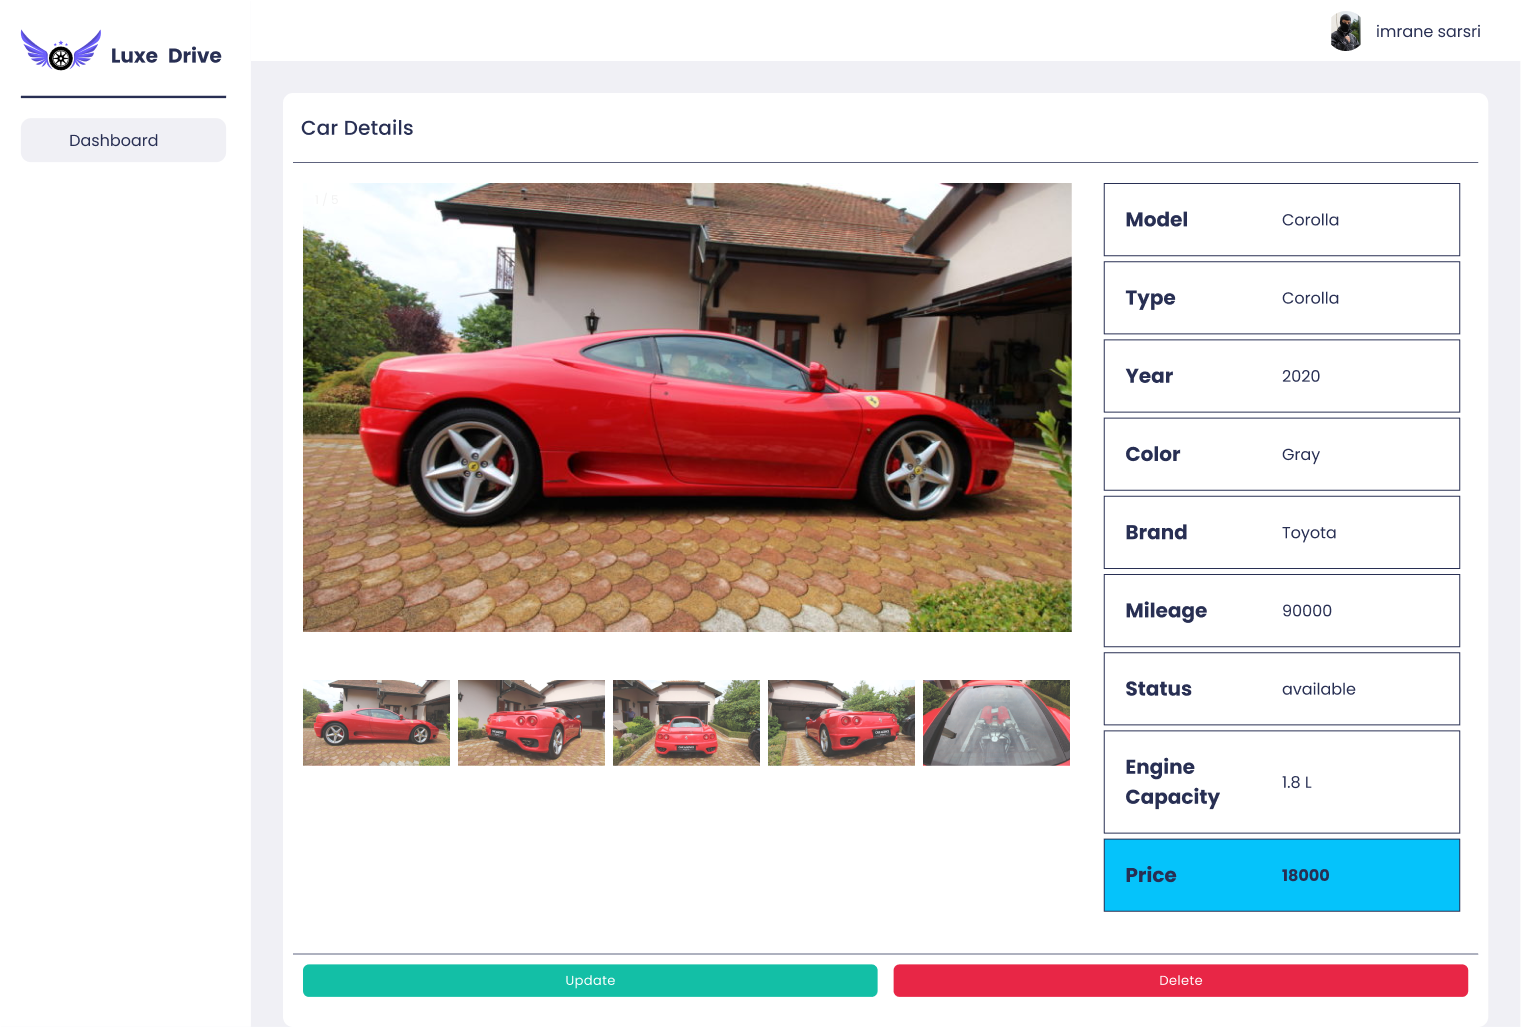 Luxe Drive
imrane sarsri
Dashboard
Car Details
1 / 5
Model Corolla
Type Corolla
Year 2020
Color Gray
Brand Toyota
Mileage 90000
Status available
Engine
Capacity
1.8 L
Price 18000
Update
Delete